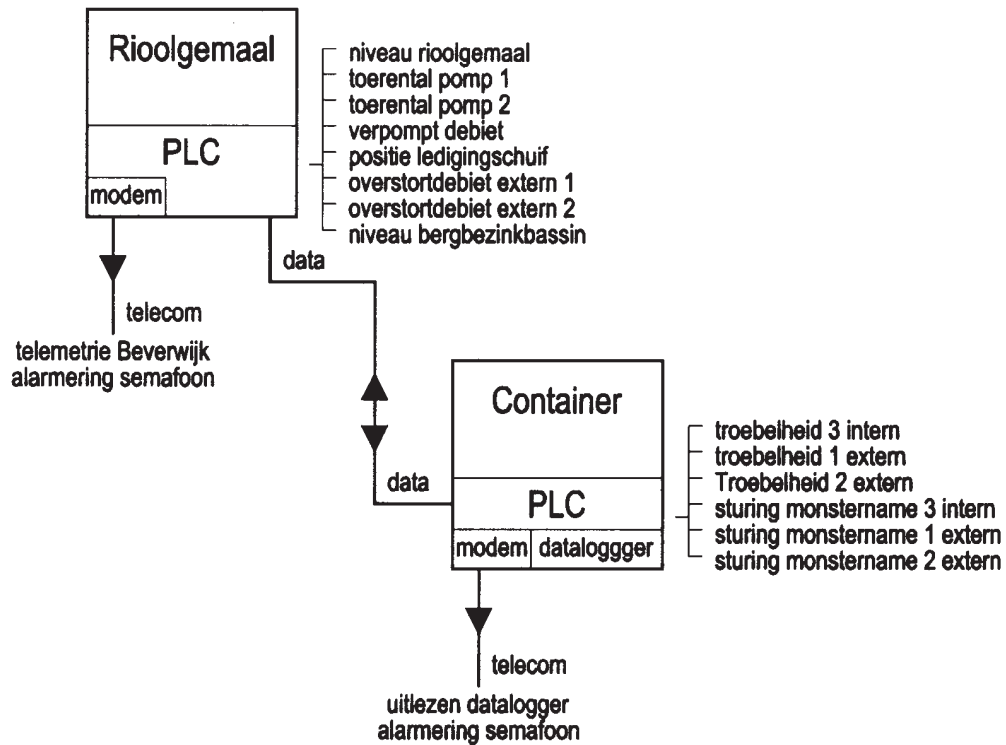 Rioolgemaal
PLC
modem
niveau rioolgemaal
toerental pomp 1
toerental pomp 2
verpompt debiet
positie ledigingschuif
overstortdebiet extern 1
overstortdebiet extern 2
niveau bergbezinkbassin
data
telecom
telemetrie Beverwijk
alarmering semafoon
Container
data
PLC
modem
dataloggger
troebelheid 3 intern
troebelheid 1 extern
Troebelheid 2 extern
sturing monstername 3 intern
sturing monstername 1 extern
sturing monstername 2 extern
telecom
uitlezen datalogger
alarmering semafoon